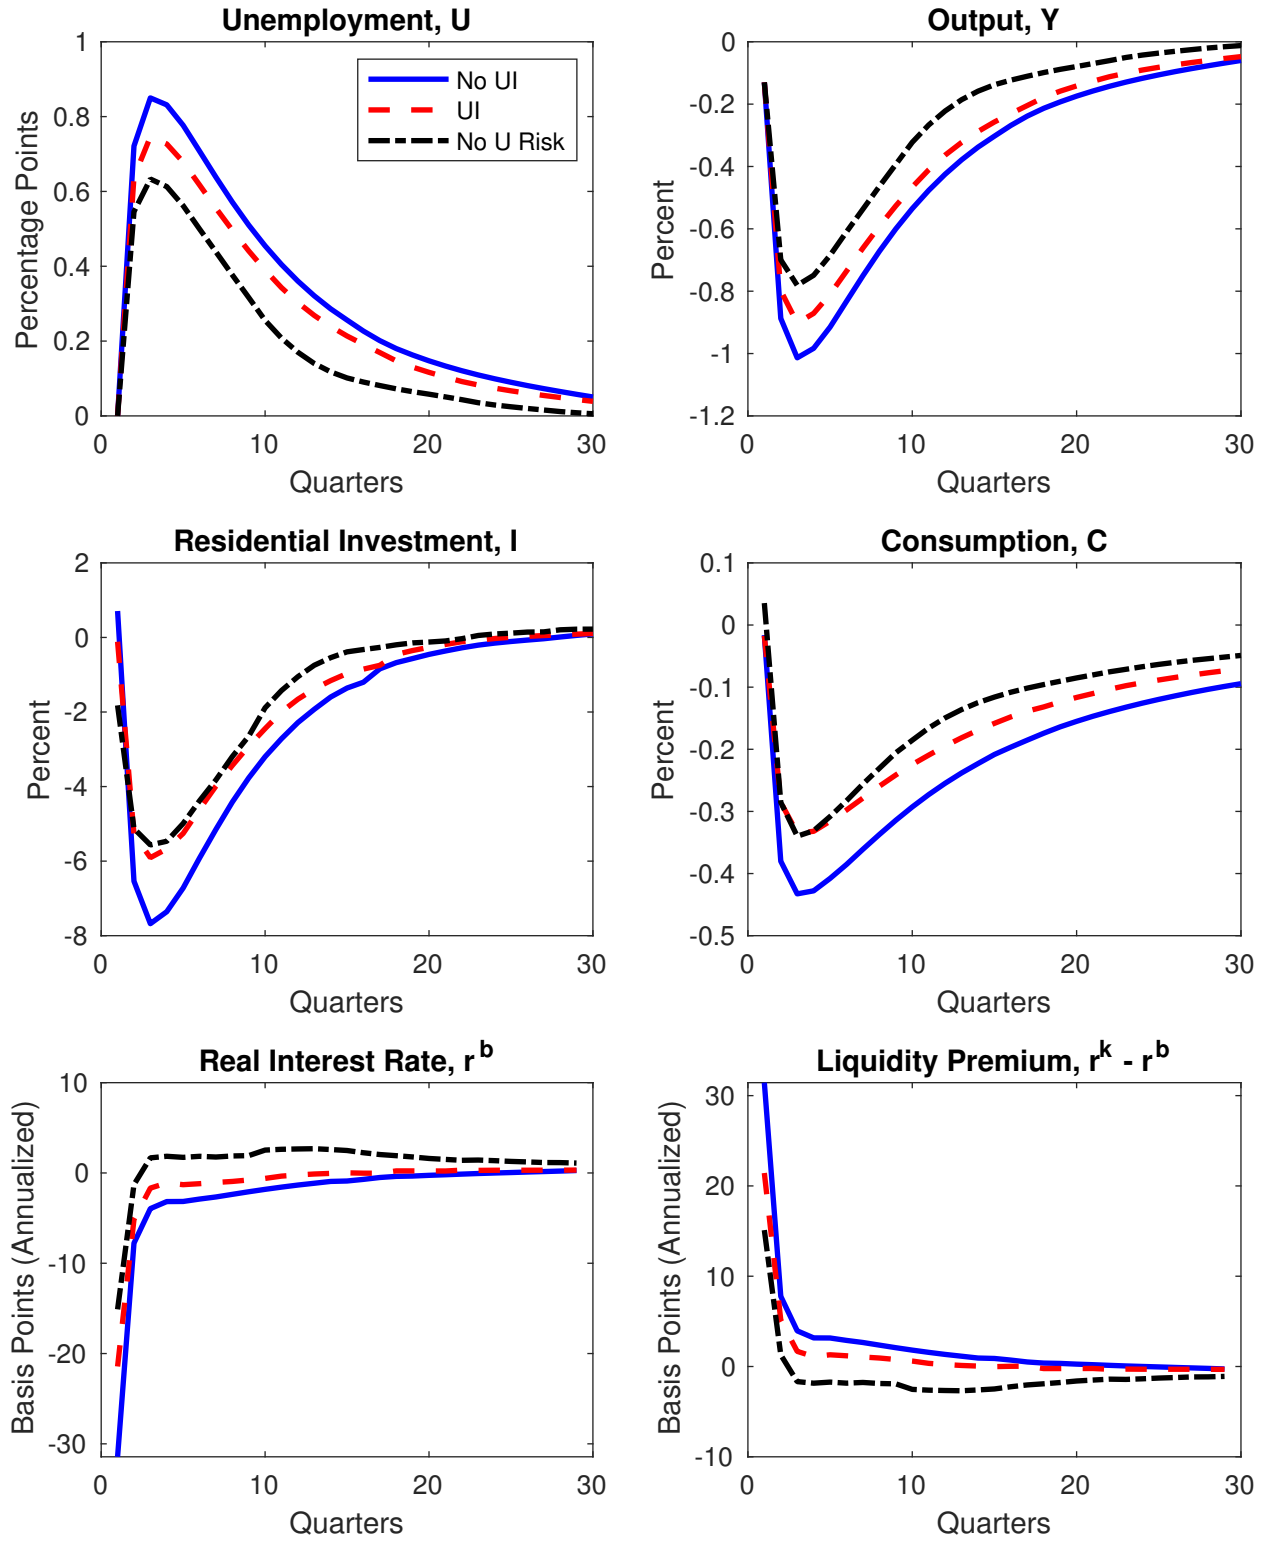 Unemployment, U
Output, Y
1
0.8
0.6
0.4
0.2
0
Percentage Points
No UI
UI
No U Risk
0
10
20
30
Quarters
0
-0.2
-0.4
-0.6
-0.8
-1
-1.2
Percent
0
10
20
30
Quarters
Residential Investment, I
Consumption, C
2
0
-2
-4
-6
-8
Percent
0
10
20
30
Quarters
0.1
0
-0.1
-0.2
-0.3
-0.4
-0.5
Percent
0
10
20
30
Quarters
Real Interest Rate, r^b
Liquidity Premium, r^k - r^b
10
0
-10
-20
-30
Basis Points (Annualized)
0
10
20
30
Quarters
30
20
10
0
-10
Basis Points (Annualized)
0
10
20
30
Quarters